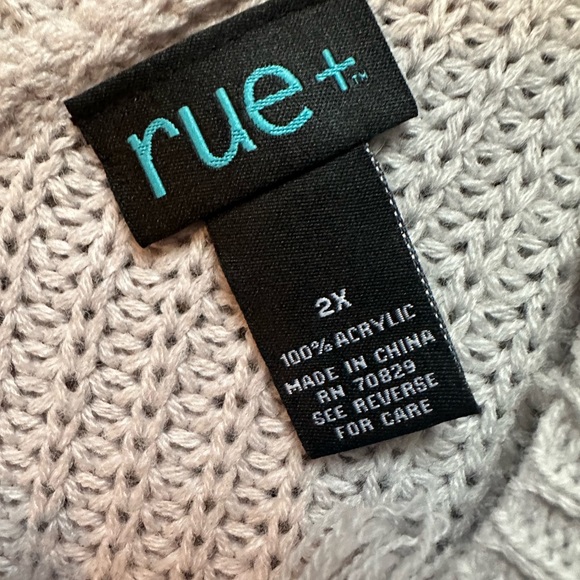 rue+™
2X
100% ACRYLIC
MADE IN CHINA
RN 70829
SEE REVERSE
FOR CARE